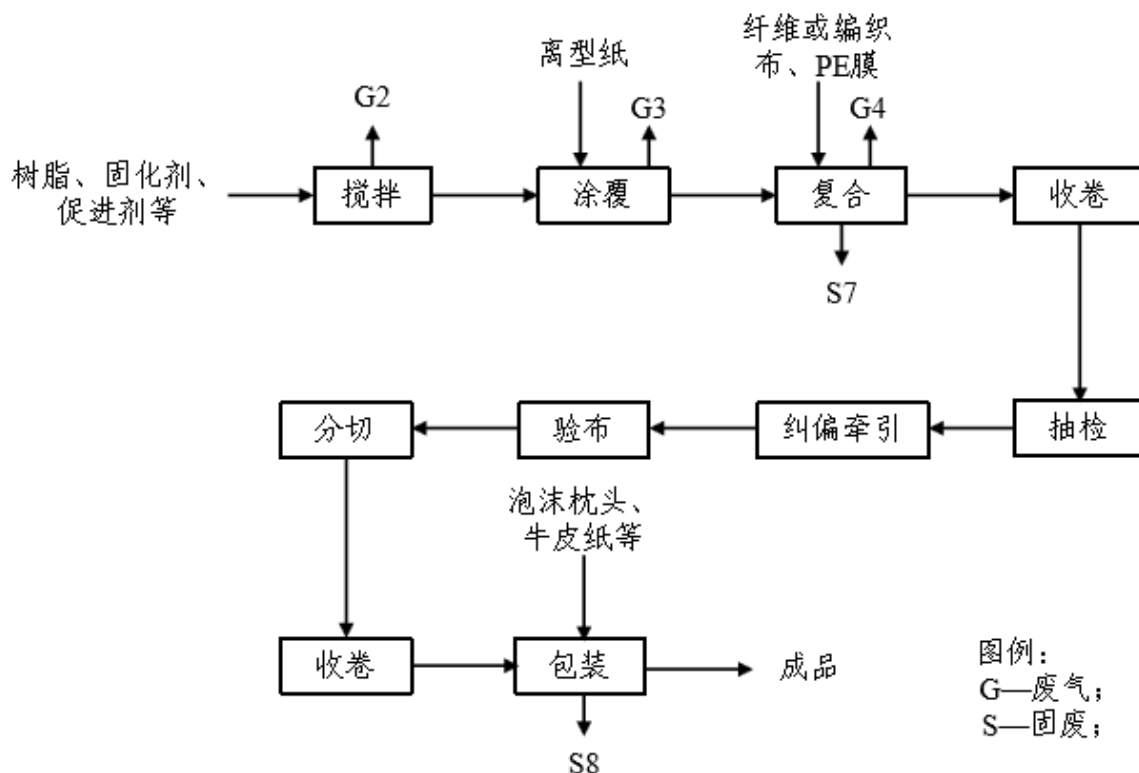 纤维或编织
布、PE膜
离型纸
G2
G3
G4
树脂、固化剂、
促进剂等
搅拌
涂覆
复合
收卷
S7
分切
验布
纠偏牵引
抽检
泡沫枕头、
牛皮纸等
收卷
包装
成品
S8
图例：
G—废气；
S—固废；